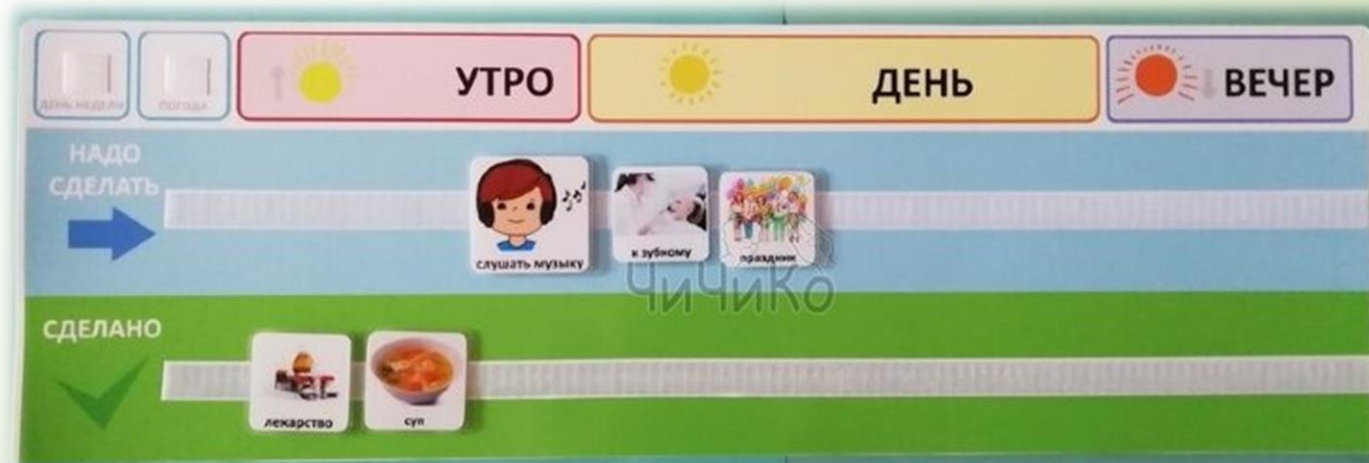 ДЕНЬ НЕДЕЛИ
ПОГОДА
УТРО
ДЕНЬ
ВЕЧЕР
НАДО
СДЕЛАТЬ
слушать музыку
к зубному
праздник
ЧиЧиКо
СДЕЛАНО
лекарство
суп